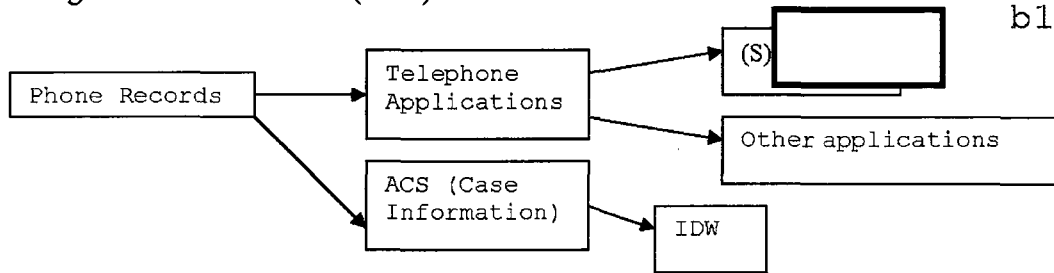 b1
(S)
Phone Records
Telephone
Applications
Other applications
ACS (Case
Information)
IDW